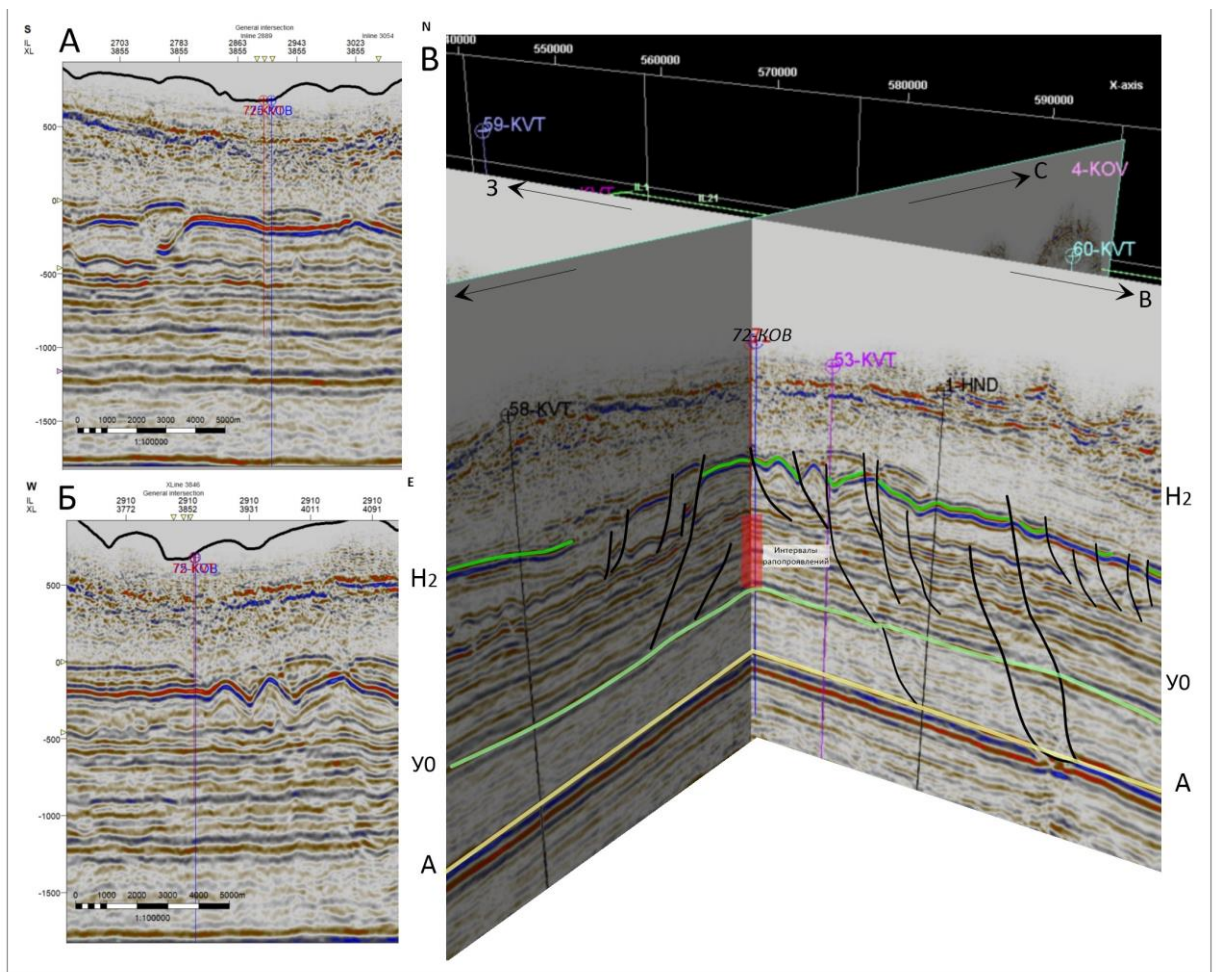 S
А
General intersection
Inline 2889
Inline 3054
IL 2703 2783 2863 2943 3023
XL 3855 3855 3855 3855 3855
500
0
-500
-1000
-1500
0 1000 2000 3000 4000 5000m
1:100000
W
Б
XLine 3846
General intersection
E
IL 2910 2910 2910 2910 2910
XL 3772 3852 3931 4011 4091
500
0
-500
-1000
-1500
0 1000 2000 3000 4000 5000m
1:100000
N
В
550000
560000
570000
580000
590000
X-axis
59-KVT
4-KOV
З
С
IL21
60-KVT
В
72-КОВ
53-KVT
1-HND
58-KVT
Н2
Н2
Интервалы
рапопроявлений
У0
У0
А
А